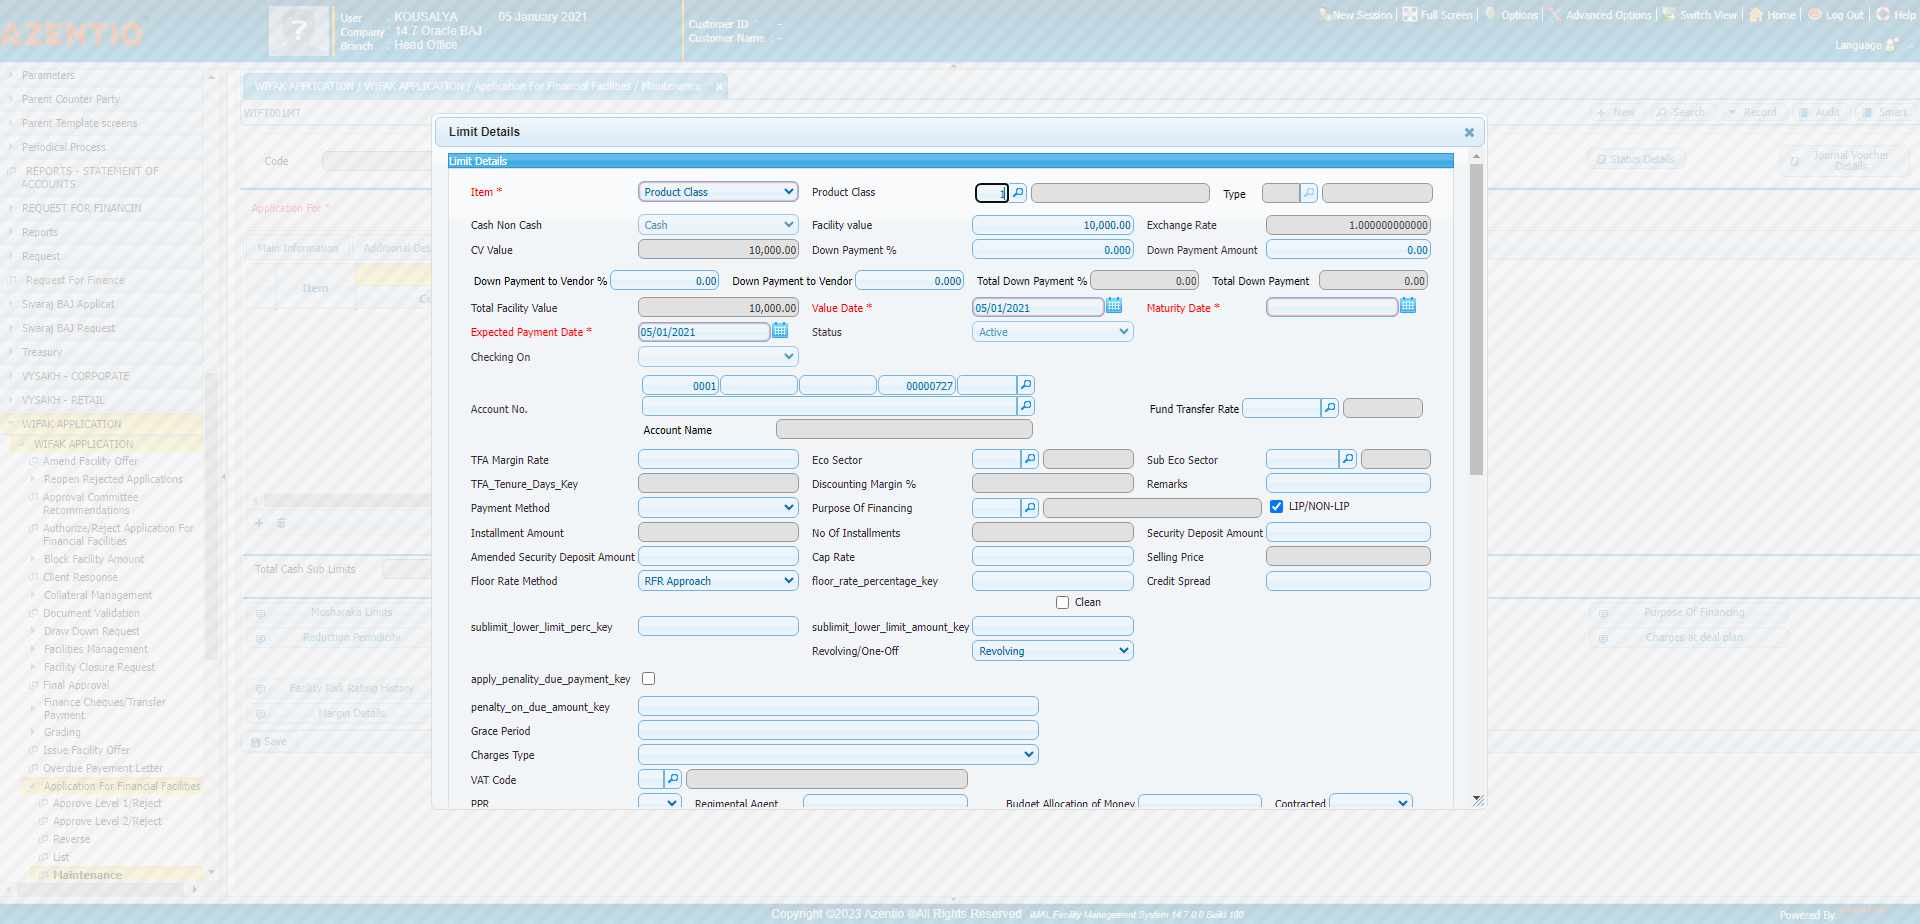 AZENTIO
User : KOUSALYA 05 January 2021
Company : 14.7 Oracle BAJ
Branch : Head Office
Customer ID : -
Customer Name : -
New Session Full Screen Options Advanced Options Switch View Home Log Out Help
Language
Parameters
Parent Counter Party
Parent Template screens
Periodical Process
REPORTS - STATEMENT OF
ACCOUNTS
REQUEST FOR FINANCIN
Reports
Request
Request For Finance
Sivaraj BAJ Applicat
Sivaraj BAJ Request
Treasury
VYSAKH - CORPORATE
VYSAKH - RETAIL
WIFAK APPLICATION
WIFAK APPLICATION
Amend Facility Offer
Reopen Rejected Applications
Approval Committee
Recommendations
Authorize/Reject Application For
Financial Facilities
Block Facility Amount
Client Response
Collateral Management
Document Validation
Draw Down Request
Facilities Management
Facility Closure Request
Final Approval
Finance Cheques/Transfer
Payment
Grading
Issue Facility Offer
Overdue Payement Letter
Application For Financial Facilities
Approve Level 1/Reject
Approve Level 2/Reject
Reverse
List
Maintenance
WIFAK APPLICATION / WIFAK APPLICATION / Application For Financial Facilities / Maintenance
WIFT001MT
New Search Record Audit Smart
Code
Status Details
Journal Voucher
Details
Application For *
Main Information Additional Det
Item
Co
Total Cash Sub Limits
Mosharaka Limits
Reduction Periodicity
Facility Risk Rating History
Margin Details
Save
Purpose Of Financing
Charges at deal plan
Limit Details
Limit Details
Item * Product Class Product Class 1 Type
Cash Non Cash Cash Facility value 10,000.00 Exchange Rate 1.000000000000
CV Value 10,000.00 Down Payment % 0.000 Down Payment Amount 0.00
Down Payment to Vendor % 0.00 Down Payment to Vendor 0.000 Total Down Payment % 0.00 Total Down Payment 0.00
Total Facility Value 10,000.00 Value Date * 05/01/2021 Maturity Date *
Expected Payment Date * 05/01/2021 Status Active
Checking On
0001 00000727
Account No. Fund Transfer Rate
Account Name
TFA Margin Rate Eco Sector Sub Eco Sector
TFA_Tenure_Days_Key Discounting Margin % Remarks
Payment Method Purpose Of Financing LIP/NON-LIP
Installment Amount No Of Installments Security Deposit Amount
Amended Security Deposit Amount Cap Rate Selling Price
Floor Rate Method RFR Approach floor_rate_percentage_key Credit Spread
Clean
sublimit_lower_limit_perc_key sublimit_lower_limit_amount_key
Revolving/One-Off Revolving
apply_penality_due_payment_key
penalty_on_due_amount_key
Grace Period
Charges Type
VAT Code
PPR Regimental Agent Budget Allocation of Money Contracted
Copyright ©2023 Azentio ®All Rights Reserved iMAL Facility Management System 14.7.0.0 Build 180
Powered By